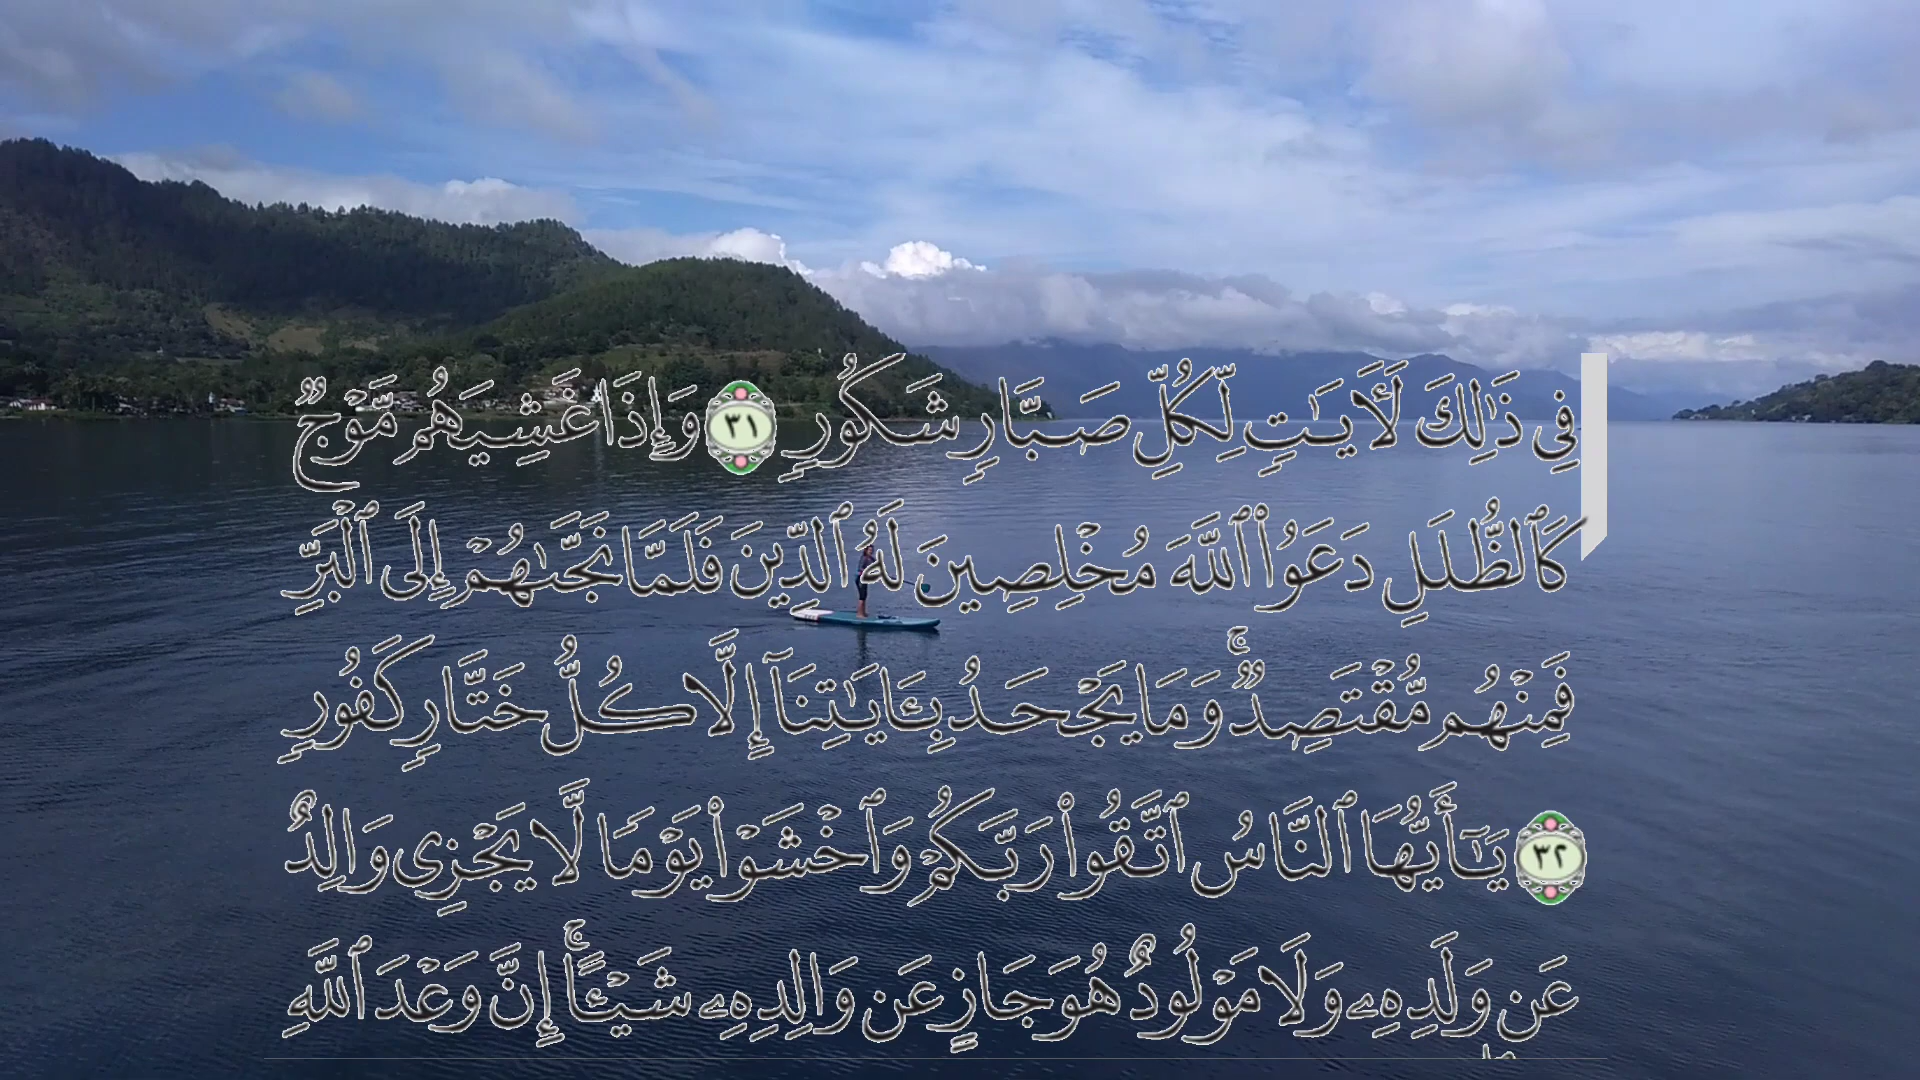 فِي ذَٰلِكَ لَأٓيَٰتٖ لِّكُلِّ صَبَّارٖ شَكُورٖ ٣١ وَإِذَا غَشِيَهُم مَّوۡجٞ
كَٱلظُّلَلِ دَعَوُاْ ٱللَّهَ مُخۡلِصِينَ لَهُ ٱلدِّينَ فَلَمَّا نَجَّىٰهُمۡ إِلَى ٱلۡبَرِّ
فَمِنۡهُم مُّقۡتَصِدٞۚ وَمَا يَجۡحَدُ بِـَٔايَٰتِنَآ إِلَّا كُلُّ خَتَّارٖ كَفُورٖ
٣٢ يَٰٓأَيُّهَا ٱلنَّاسُ ٱتَّقُواْ رَبَّكُمۡ وَٱخۡشَوۡاْ يَوۡمٗا لَّا يَجۡزِي وَالِدٌ
عَن وَلَدِهِۦ وَلَا مَوۡلُودٌ هُوَ جَازٍ عَن وَالِدِهِۦ شَيۡـًٔاۚ إِنَّ وَعۡدَ ٱللَّهِ